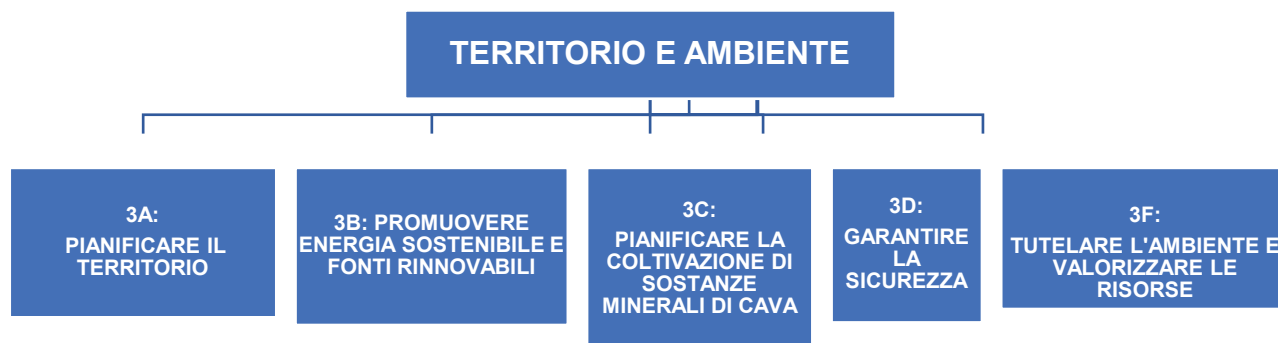 TERRITORIO E AMBIENTE
3A:
PIANIFICARE IL
TERRITORIO
3B: PROMUOVERE
ENERGIA SOSTENIBILE E
FONTI RINNOVABILI
3C:
PIANIFICARE LA
COLTIVAZIONE DI
SOSTANZE
MINERALI DI CAVA
3D:
GARANTIRE
LA
SICUREZZA
3F:
TUTELARE L'AMBIENTE E
VALORIZZARE LE
RISORSE